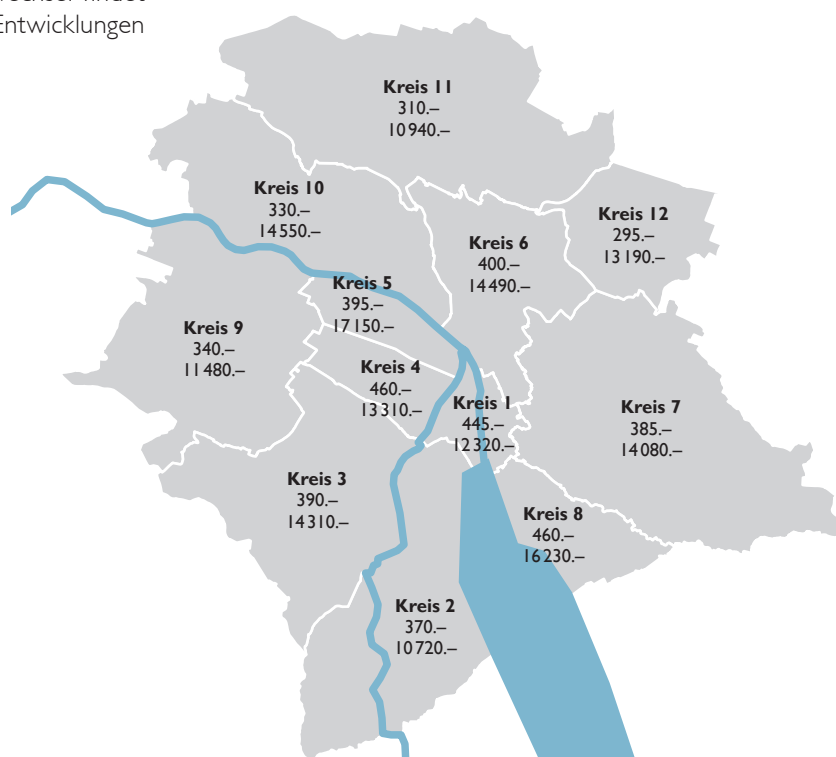 Entwicklungen
Kreis 11
310.–
10 940.–
Kreis 10
330.–
14 550.–
Kreis 12
295.–
13 190.–
Kreis 6
400.–
14 490.–
Kreis 5
395.–
17 150.–
Kreis 9
340.–
11 480.–
Kreis 4
460.–
13 310.–
Kreis 1
445.–
12 320.–
Kreis 7
385.–
14 080.–
Kreis 3
390.–
14 310.–
Kreis 8
460.–
16 230.–
Kreis 2
370.–
10 720.–